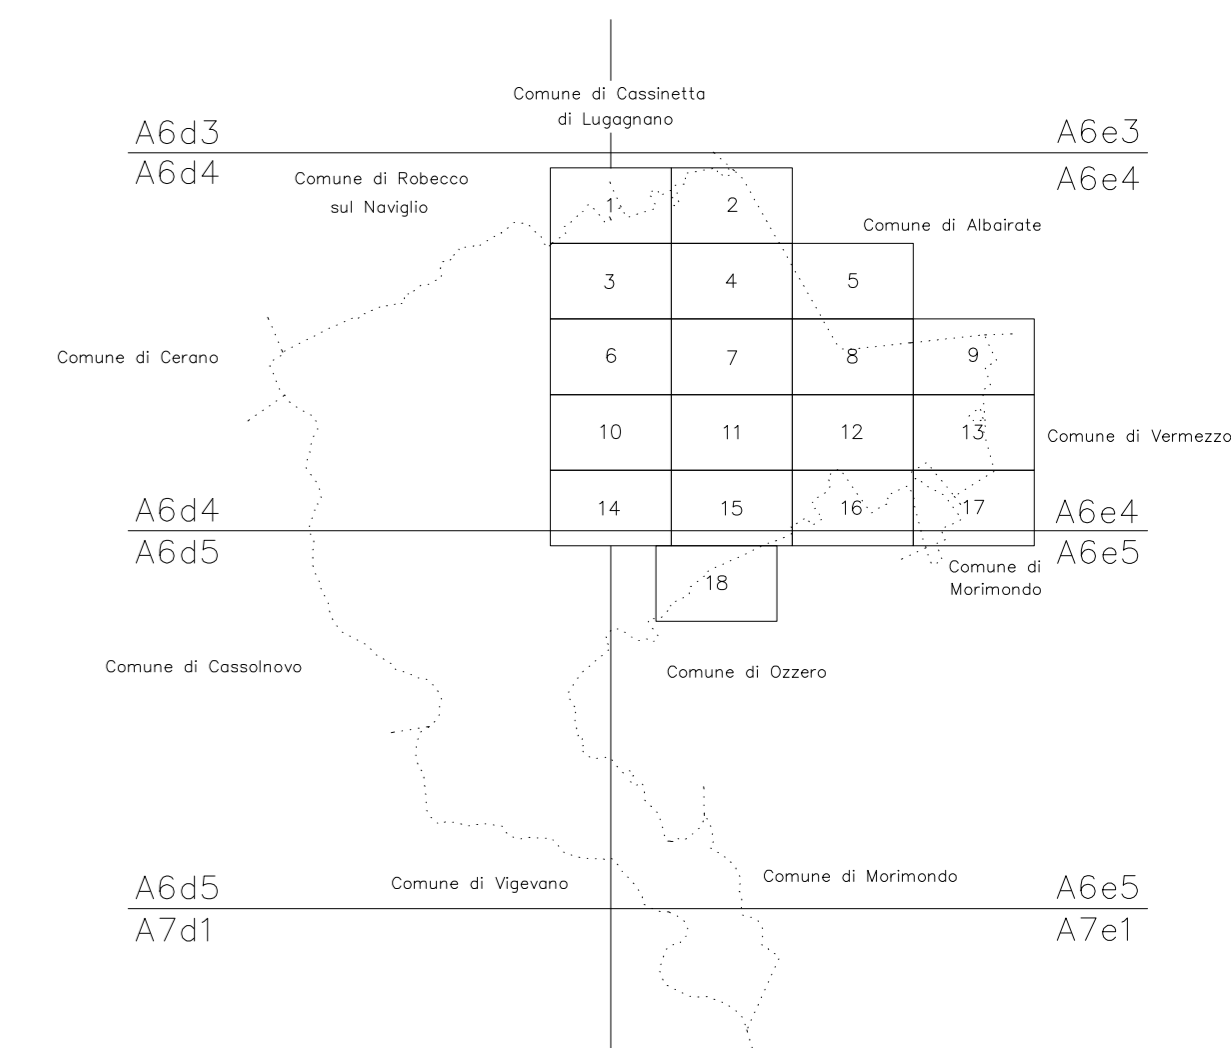 Comune di Cassinetta
di Lugagnano
A6d3
A6e3
A6d4
A6e4
Comune di Robecco
sul Naviglio
1
2
Comune di Albairate
3
4
5
Comune di Cerano
6
7
8
9
10
11
12
13
Comune di Vermezzo
14
15
16
17
A6d4
A6e4
A6d5
A6e5
Comune di
Morimondo
18
Comune di Cassolnovo
Comune di Ozzero
Comune di Vigevano
Comune di Morimondo
A6d5
A6e5
A7d1
A7e1